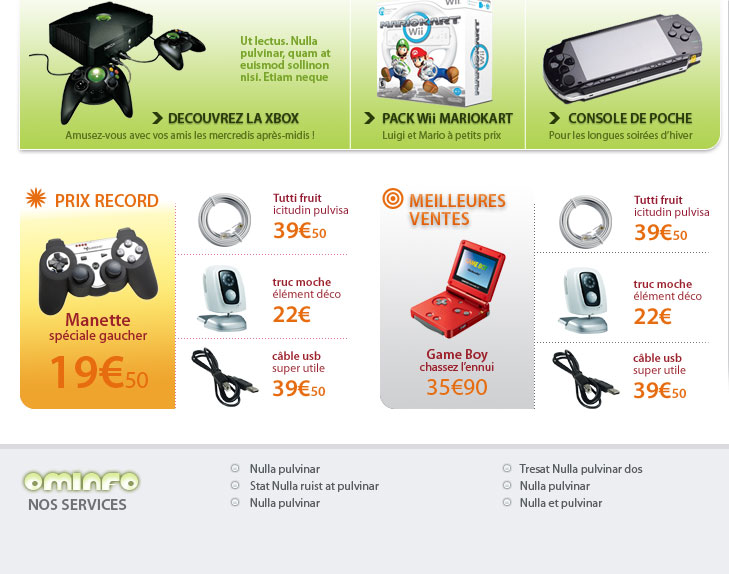 Ut lectus. Nulla
pulvinar, quam at
euismod sollinon
nisi. Etiam neque
MARIOKART
Wii
Wii
DECOUVREZ LA XBOX
Amusez-vous avec vos amis les mercredis après-midis !
PACK Wii MARIOKART
Luigi et Mario à petits prix
CONSOLE DE POCHE
Pour les longues soirées d'hiver
PRIX RECORD
Manette
spéciale gaucher
19€50
Tutti fruit
icitudin pulvisa
39€50
truc moche
élément déco
22€
câble usb
super utile
39€50
MEILLEURES
VENTES
GAME BOY
Game Boy
chassez l'ennui
35€90
Tutti fruit
icitudin pulvisa
39€50
truc moche
élément déco
22€
câble usb
super utile
39€50
ominfo
NOS SERVICES
Nulla pulvinar
Stat Nulla ruist at pulvinar
Nulla pulvinar
Tresat Nulla pulvinar dos
Nulla pulvinar
Nulla et pulvinar